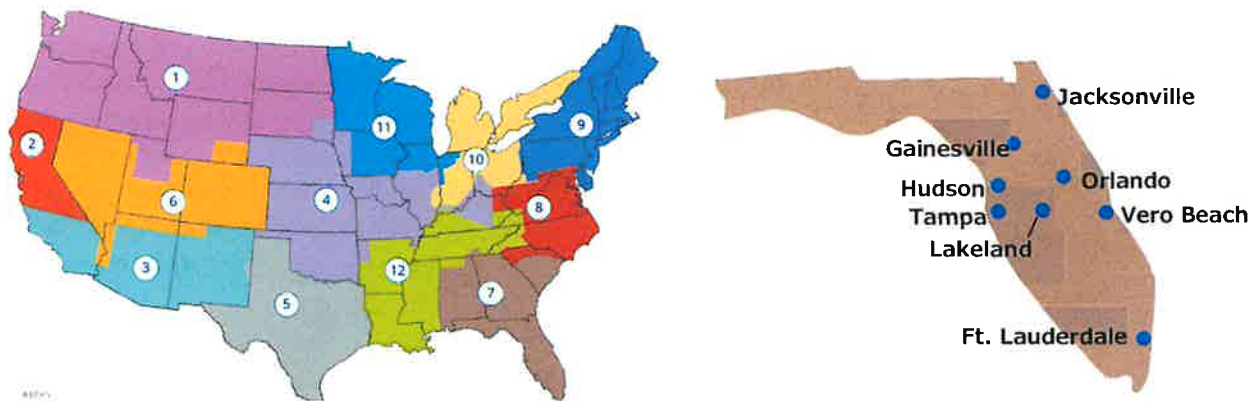 1
2
3
4
5
6
7
8
9
10
11
12
Jacksonville
Gainesville
Hudson
Orlando
Tampa
Vero Beach
Lakeland
Ft. Lauderdale